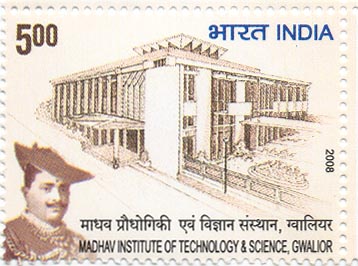 5.00 भारत INDIA
2008
माधव प्रौधोगिकी एवं विज्ञान संस्थान, ग्वालियर
MADHAV INSTITUTE OF TECHNOLOGY & SCIENCE, GWALIOR